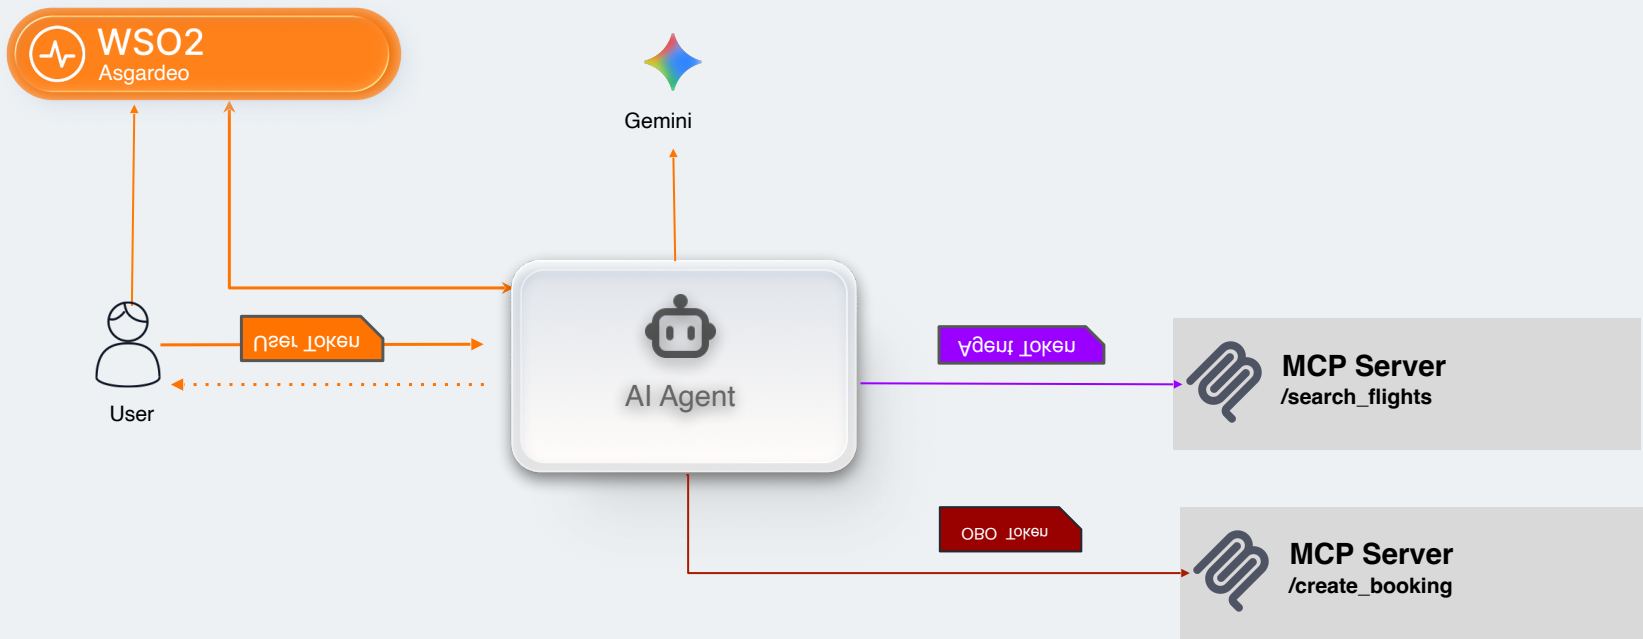 WSO2
Asgardeo
Gemini
User Token
User
AI Agent
Agent Token
MCP Server
/search_flights
OBO Token
MCP Server
/create_booking